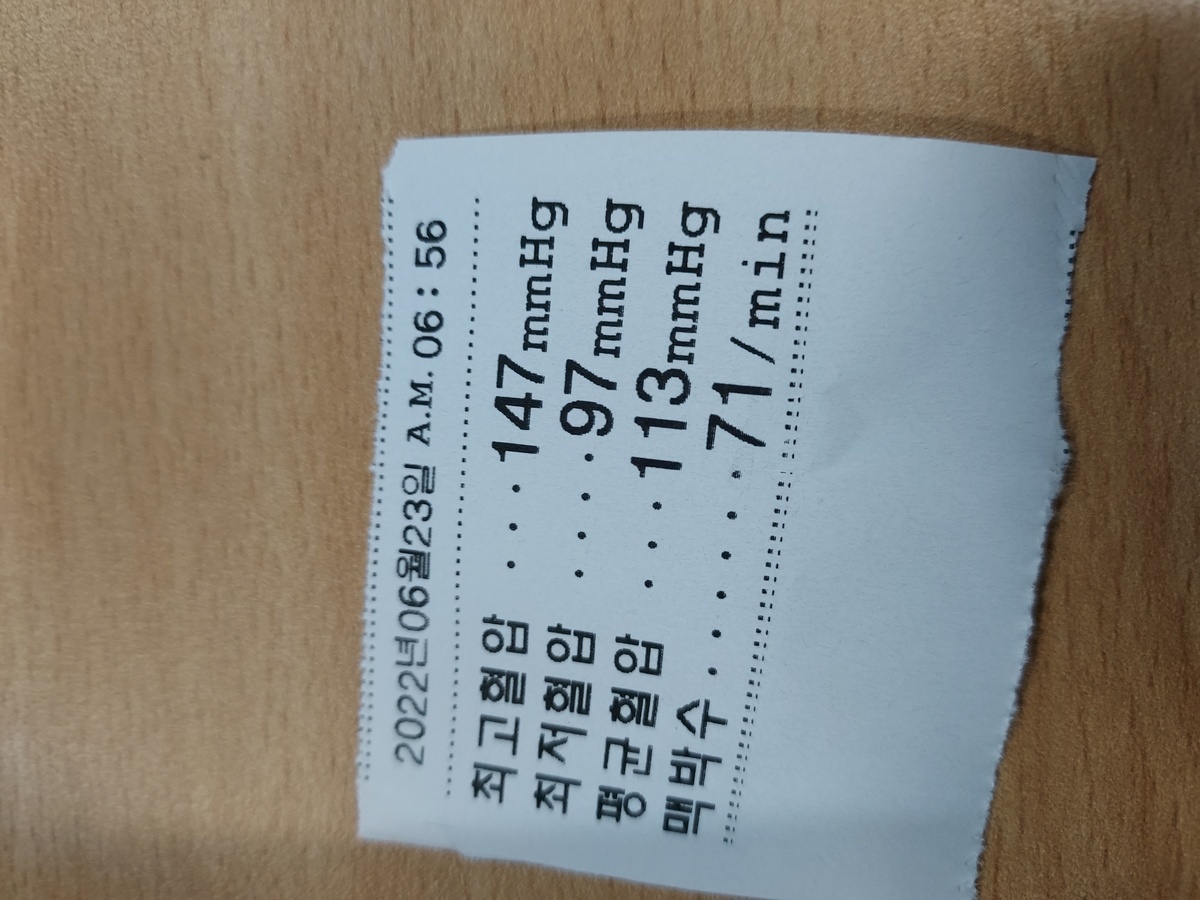 2022년06월23일 A.M. 06:56
최고혈압 ...147mmHg
최저혈압 ....97mmHg
평균혈압 ...113mmHg
맥박수......71/min